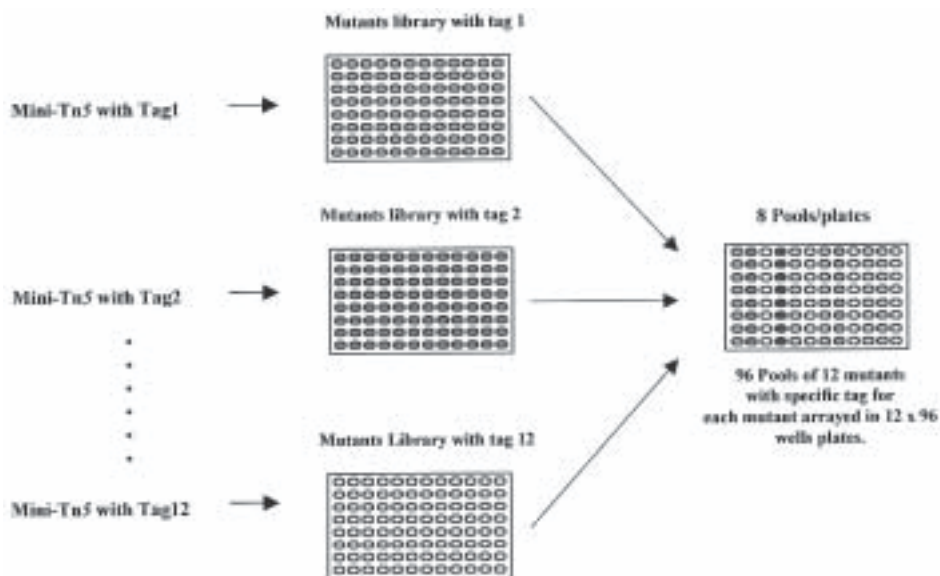 Mutants library with tag 1
Mini-Tn5 with Tag1
Mutants library with tag 2
8 Pools/plates
Mini-Tn5 with Tag2
96 Pools of 12 mutants
with specific tag for
each mutant arrayed in 12 x 96
wells plates.
Mutants Library with tag 12
Mini-Tn5 with Tag12